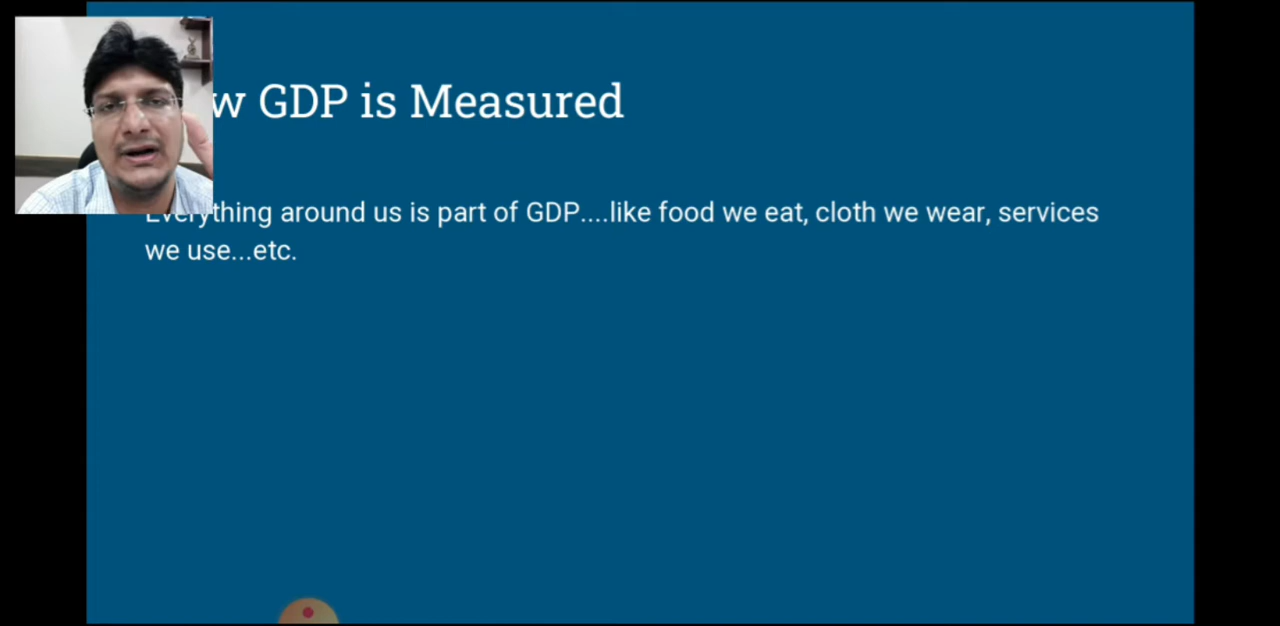 w GDP is Measured
Everything around us is part of GDP....like food we eat, cloth we wear, services
we use...etc.